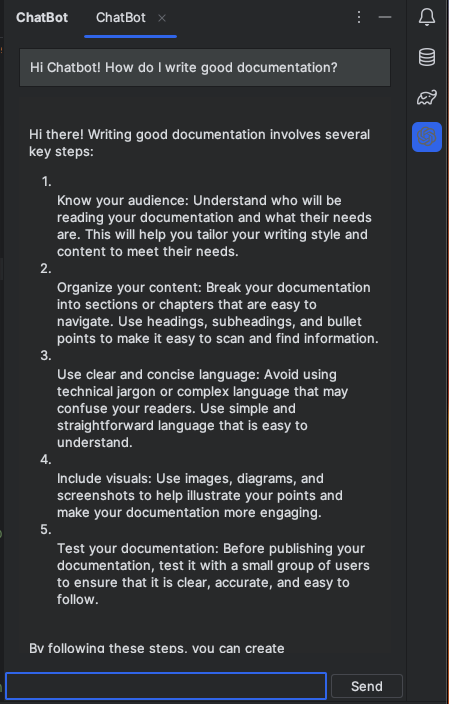 ChatBot ChatBot
Hi Chatbot! How do I write good documentation?
Hi there! Writing good documentation involves several
key steps:
1.
Know your audience: Understand who will be
reading your documentation and what their needs
are. This will help you tailor your writing style and
content to meet their needs.
2.
Organize your content: Break your documentation
into sections or chapters that are easy to
navigate. Use headings, subheadings, and bullet
points to make it easy to scan and find information.
3.
Use clear and concise language: Avoid using
technical jargon or complex language that may
confuse your readers. Use simple and
straightforward language that is easy to
understand.
4.
Include visuals: Use images, diagrams, and
screenshots to help illustrate your points and
make your documentation more engaging.
5.
Test your documentation: Before publishing your
documentation, test it with a small group of users
to ensure that it is clear, accurate, and easy to
follow.
By following these steps, you can create
Send